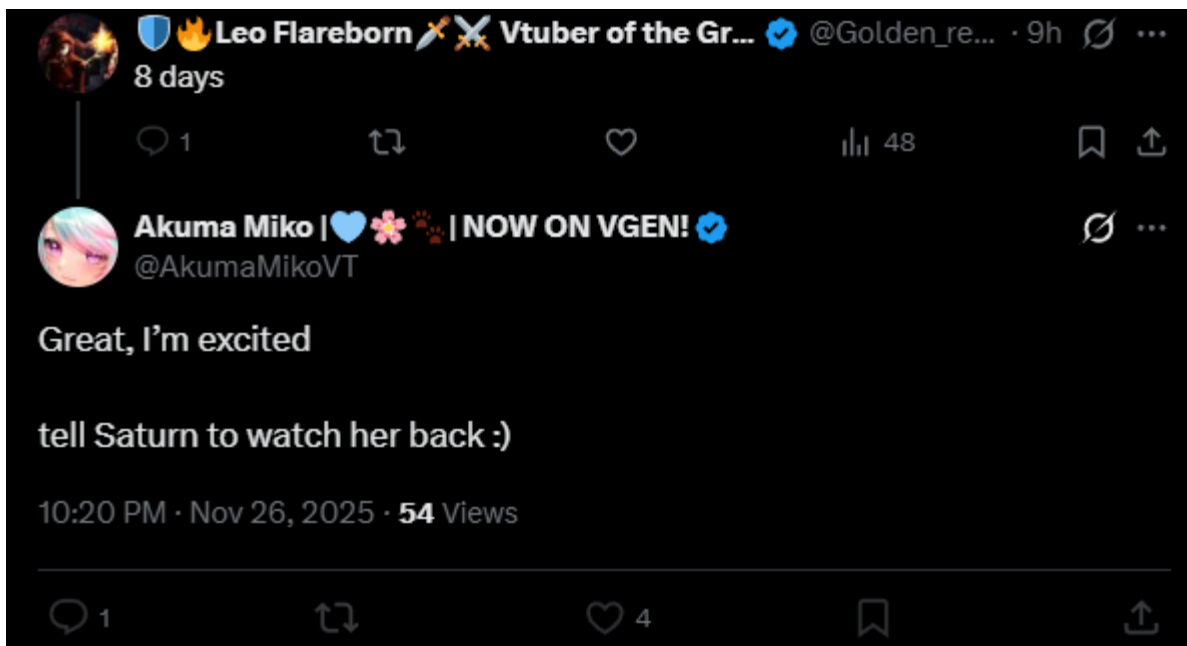 🛡️🔥Leo Flareborn🗡️⚔️ Vtuber of the Gr... @Golden_re... · 9h
8 days
1 48
Akuma Miko |🩵🌸🐾| NOW ON VGEN!
@AkumaMikoVT
Great, I’m excited
tell Saturn to watch her back :)
10:20 PM · Nov 26, 2025 · 54 Views
1 4